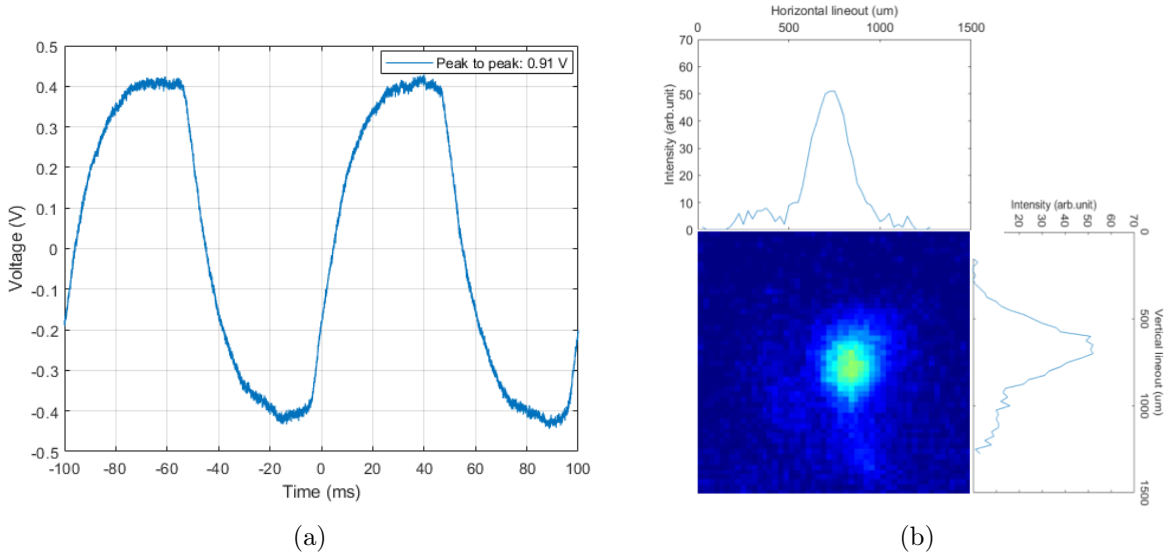 Horizontal lineout (um)
0 500 1000 1500
0.5
0.4
0.3
0.2
0.1
0
-0.1
-0.2
-0.3
-0.4
-0.5
Voltage (V)
Peak to peak: 0.91 V
-100 -80 -60 -40 -20 0 20 40 60 80 100
Time (ms)
(a)
70
60
50
40
30
20
10
0
Intensity (arb.unit)
Intensity (arb.unit)
20 30 40 50 60 70
0
500
1000
1500
Vertical lineout (um)
(b)